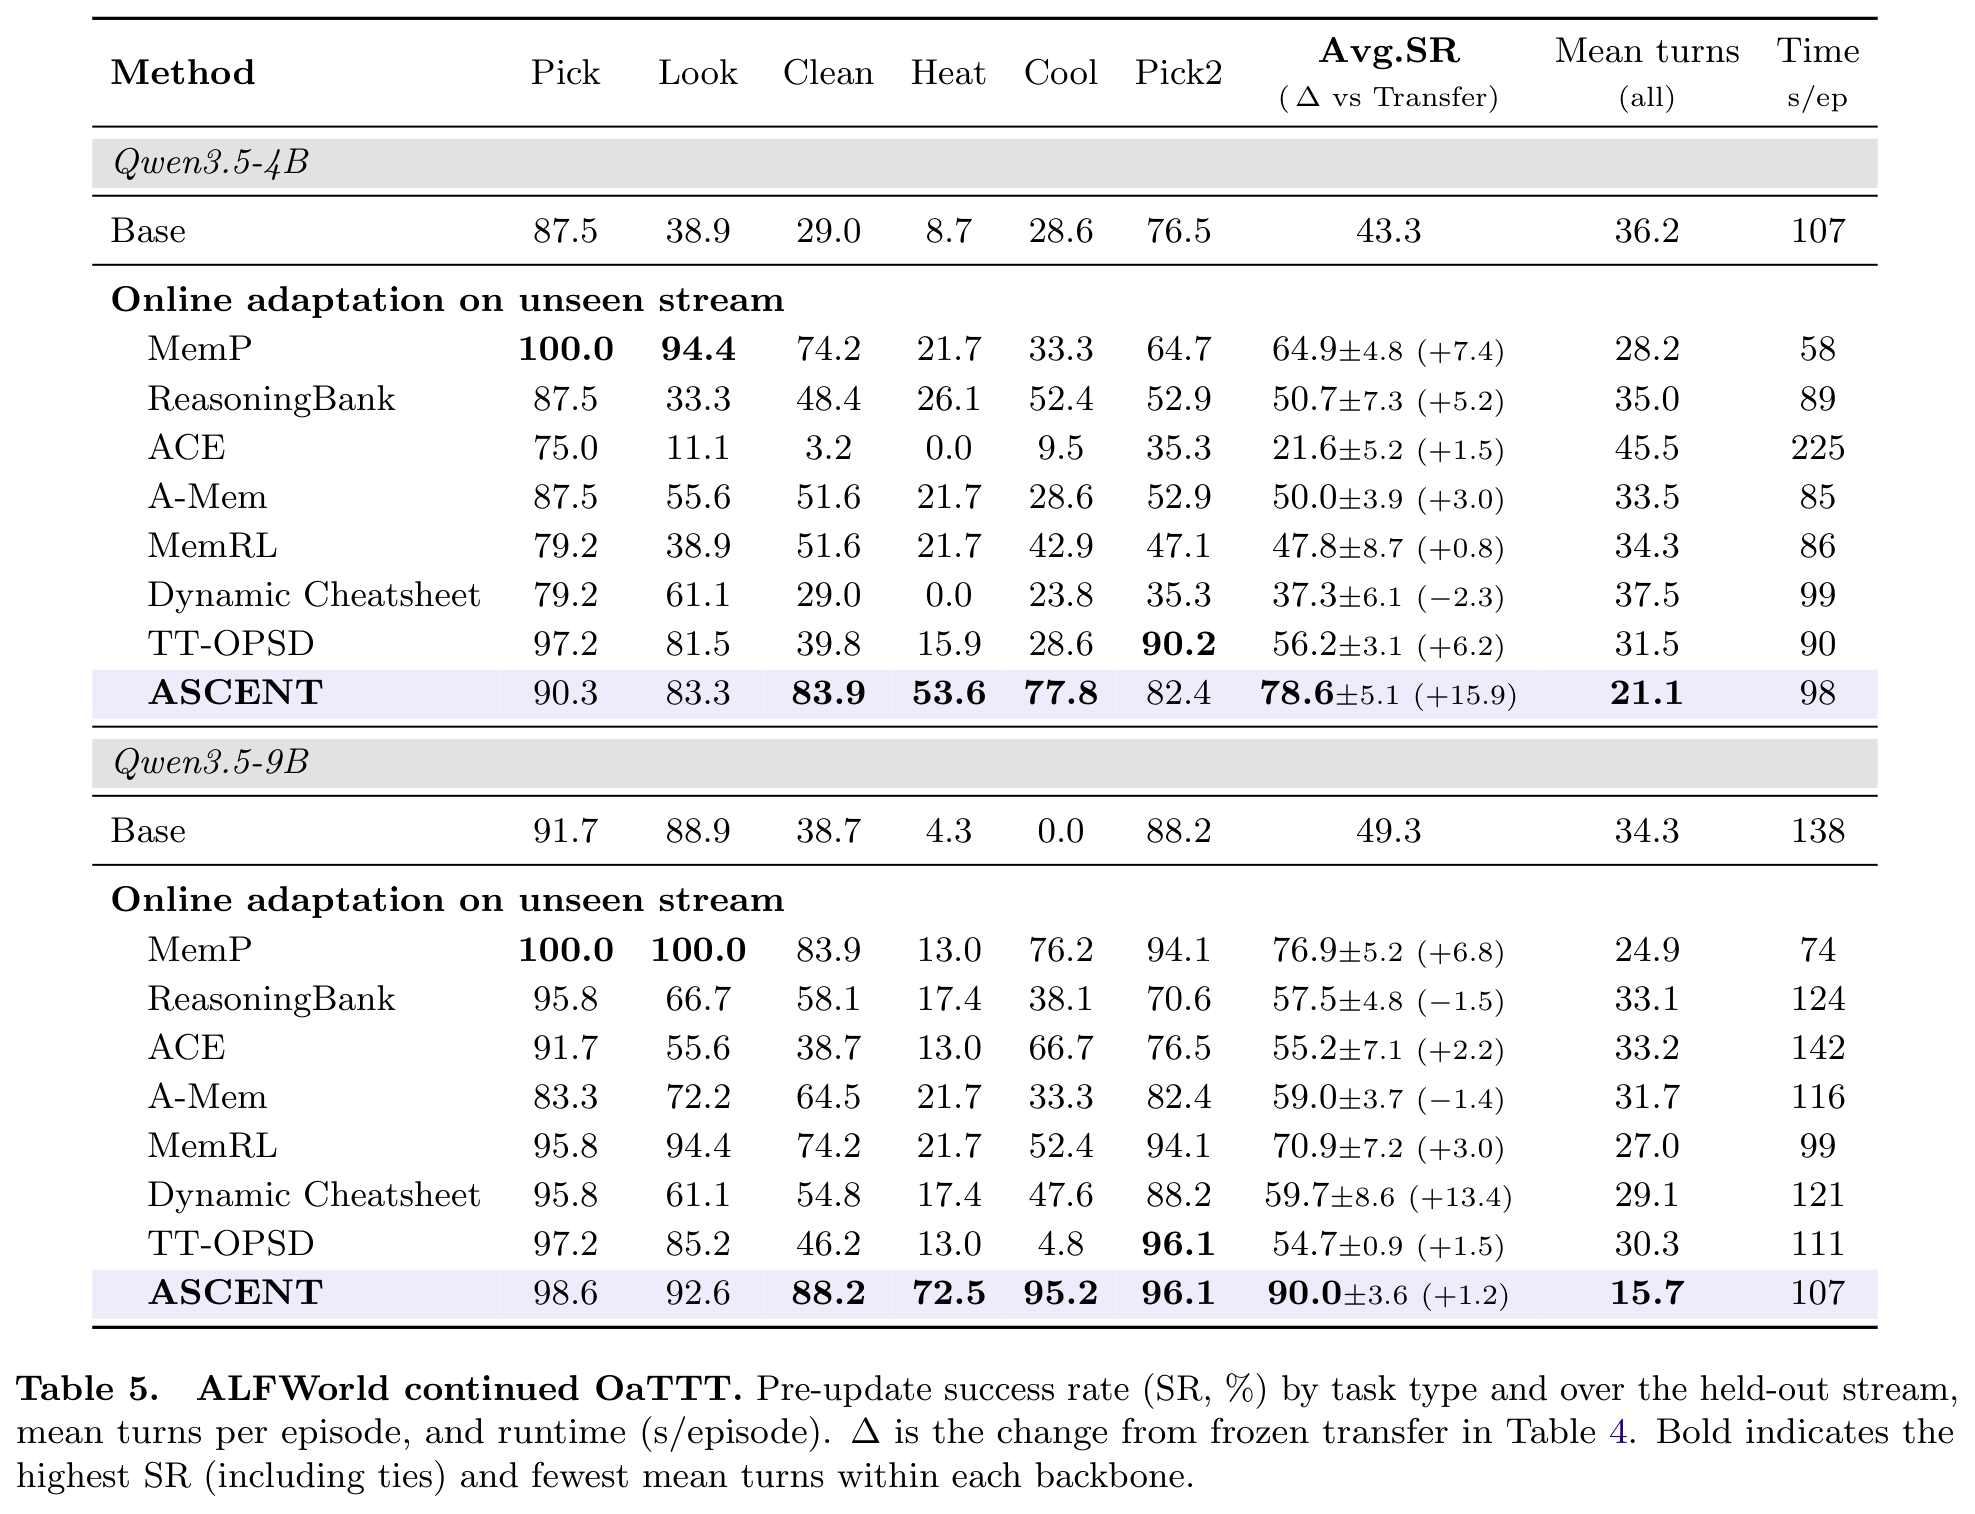 Method Pick Look Clean Heat Cool Pick2 Avg.SR Mean turns Time
(Δ vs Transfer) (all) s/ep
Qwen3.5-4B
Base 87.5 38.9 29.0 8.7 28.6 76.5 43.3 36.2 107
Online adaptation on unseen stream
MemP 100.0 94.4 74.2 21.7 33.3 64.7 64.9±4.8 (+7.4) 28.2 58
ReasoningBank 87.5 33.3 48.4 26.1 52.4 52.9 50.7±7.3 (+5.2) 35.0 89
ACE 75.0 11.1 3.2 0.0 9.5 35.3 21.6±5.2 (+1.5) 45.5 225
A-Mem 87.5 55.6 51.6 21.7 28.6 52.9 50.0±3.9 (+3.0) 33.5 85
MemRL 79.2 38.9 51.6 21.7 42.9 47.1 47.8±8.7 (+0.8) 34.3 86
Dynamic Cheatsheet 79.2 61.1 29.0 0.0 23.8 35.3 37.3±6.1 (−2.3) 37.5 99
TT-OPSD 97.2 81.5 39.8 15.9 28.6 90.2 56.2±3.1 (+6.2) 31.5 90
ASCENT 90.3 83.3 83.9 53.6 77.8 82.4 78.6±5.1 (+15.9) 21.1 98
Qwen3.5-9B
Base 91.7 88.9 38.7 4.3 0.0 88.2 49.3 34.3 138
Online adaptation on unseen stream
MemP 100.0 100.0 83.9 13.0 76.2 94.1 76.9±5.2 (+6.8) 24.9 74
ReasoningBank 95.8 66.7 58.1 17.4 38.1 70.6 57.5±4.8 (−1.5) 33.1 124
ACE 91.7 55.6 38.7 13.0 66.7 76.5 55.2±7.1 (+2.2) 33.2 142
A-Mem 83.3 72.2 64.5 21.7 33.3 82.4 59.0±3.7 (−1.4) 31.7 116
MemRL 95.8 94.4 74.2 21.7 52.4 94.1 70.9±7.2 (+3.0) 27.0 99
Dynamic Cheatsheet 95.8 61.1 54.8 17.4 47.6 88.2 59.7±8.6 (+13.4) 29.1 121
TT-OPSD 97.2 85.2 46.2 13.0 4.8 96.1 54.7±0.9 (+1.5) 30.3 111
ASCENT 98.6 92.6 88.2 72.5 95.2 96.1 90.0±3.6 (+1.2) 15.7 107
Table 5. ALFWorld continued OaTTT. Pre-update success rate (SR, %) by task type and over the held-out stream,
mean turns per episode, and runtime (s/episode). Δ is the change from frozen transfer in Table 4. Bold indicates the
highest SR (including ties) and fewest mean turns within each backbone.